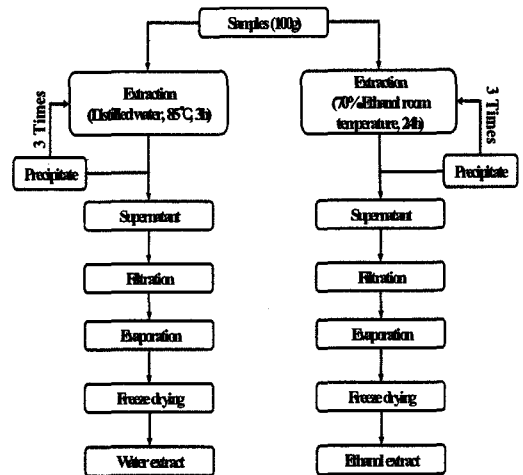 Samples (100g)
Extraction
(Distilled water, 85℃, 3h)
3 Times
Precipitate
Supernatant
Filtration
Evaporation
Freeze drying
Water extract
Extraction
(70% Ethanol room
temperature, 24h)
3 Times
Precipitate
Supernatant
Filtration
Evaporation
Freeze drying
Ethanol extract